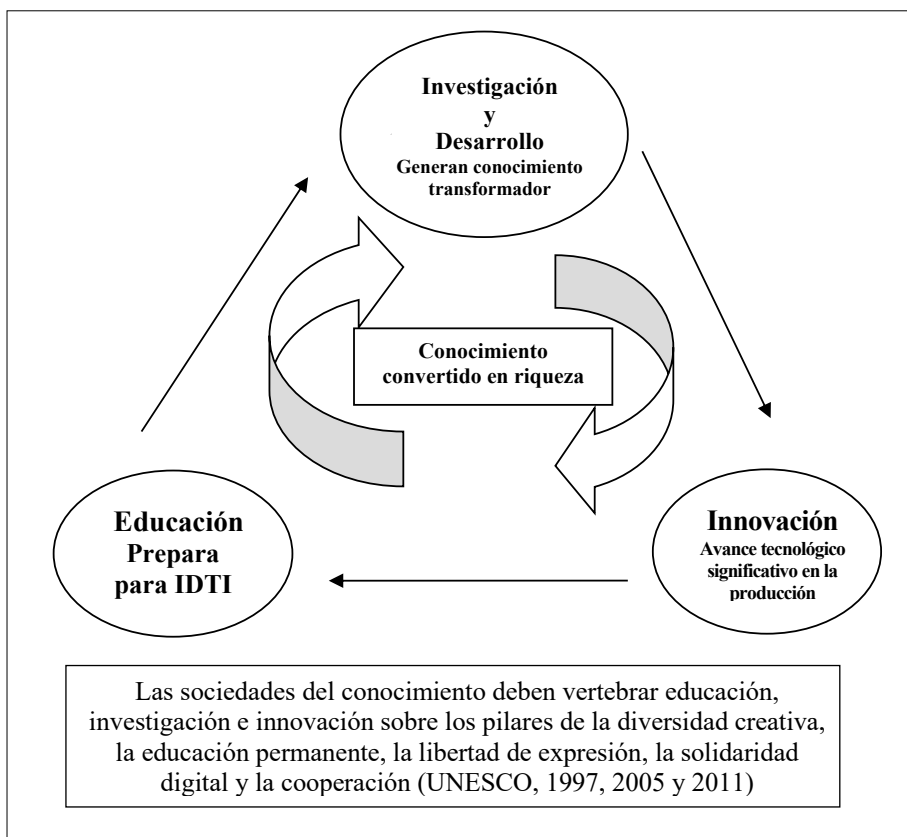 Investigación
y
Desarrollo
Generan conocimiento
transformador
Conocimiento
convertido en riqueza
Educación
Prepara
para IDTI
Innovación
Avance tecnológico
significativo en la
producción
Las sociedades del conocimiento deben vertebrar educación,
investigación e innovación sobre los pilares de la diversidad creativa,
la educación permanente, la libertad de expresión, la solidaridad
digital y la cooperación (UNESCO, 1997, 2005 y 2011)